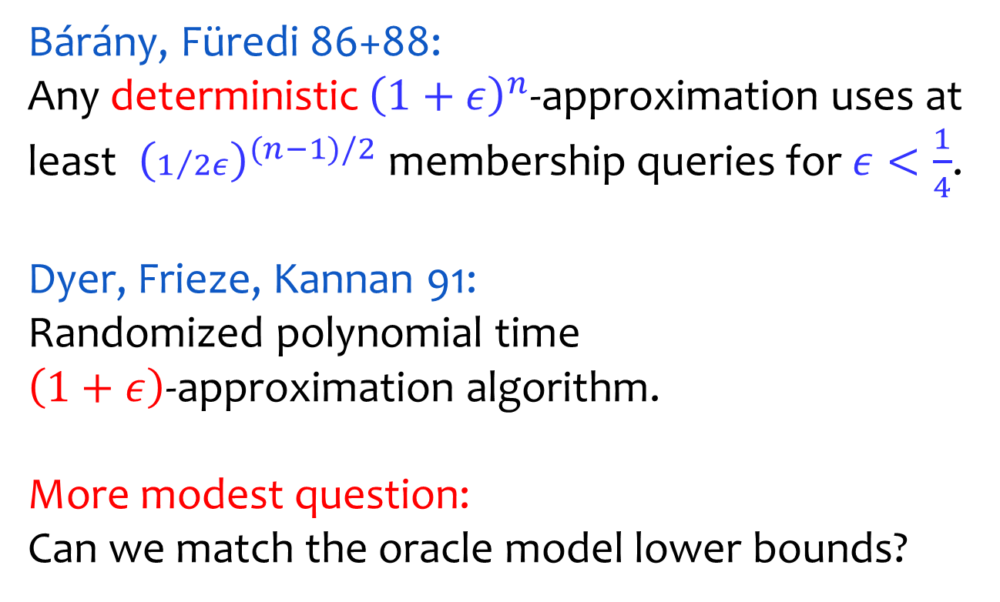 Bárány, Füredi 86+88:
Any deterministic $(1 + \epsilon)^n$-approximation uses at
least $(1/2\epsilon)^{(n-1)/2}$ membership queries for $\epsilon < \frac{1}{4}$.
Dyer, Frieze, Kannan 91:
Randomized polynomial time
$(1 + \epsilon)$-approximation algorithm.
More modest question:
Can we match the oracle model lower bounds?